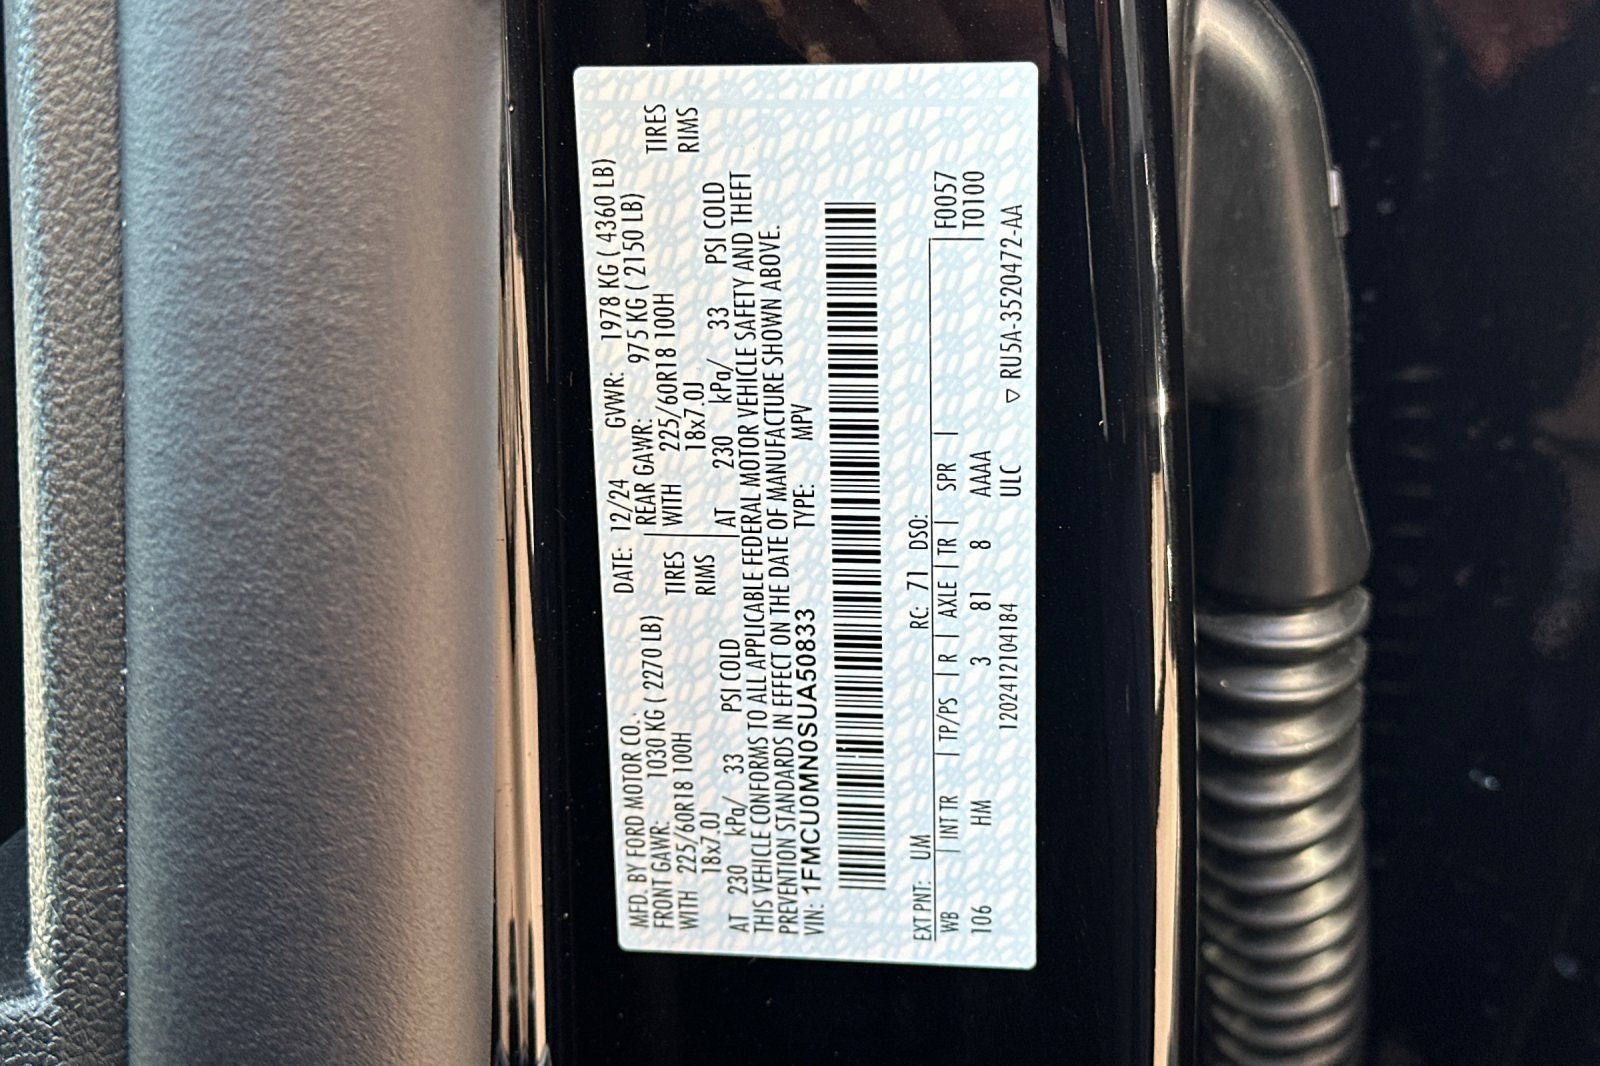 MFD. BY FORD MOTOR CO. DATE: 12/24 GVWR: 1978 KG ( 4360 LB)
FRONT GAWR: 1030 KG ( 2270 LB) REAR GAWR: 975 KG ( 2150 LB)
WITH 225/60R18 100H TIRES WITH 225/60R18 100H TIRES
18x7.0J RIMS 18x7.0J RIMS
AT 230 kPa/ 33 PSI COLD AT 230 kPa/ 33 PSI COLD
THIS VEHICLE CONFORMS TO ALL APPLICABLE FEDERAL MOTOR VEHICLE SAFETY AND THEFT
PREVENTION STANDARDS IN EFFECT ON THE DATE OF MANUFACTURE SHOWN ABOVE.
VIN: 1FMCU0MN0SUA50833 TYPE: MPV
EXT PNT: UM RC: 71 DSO: F0057
WB | INT TR | TP/PS | R | AXLE | TR | SPR | T0100
106 HM 3 81 8 AAAA
1202412104184 ULC ▽ RU5A-3520472-AA